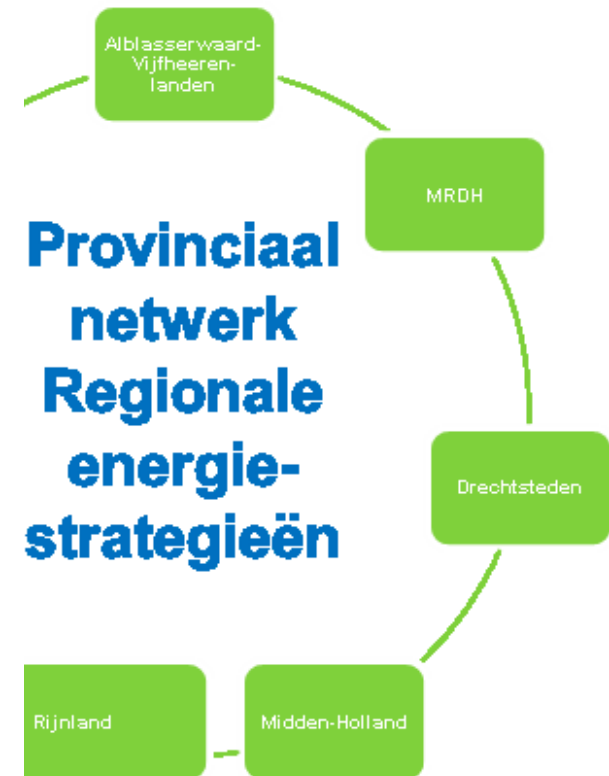 Alblasserwaard-
Vijfheeren-
landen
MRDH
Provinciaal
netwerk
Regionale
energie-
strategieën
Drechtsteden
Rijnland
Midden-Holland